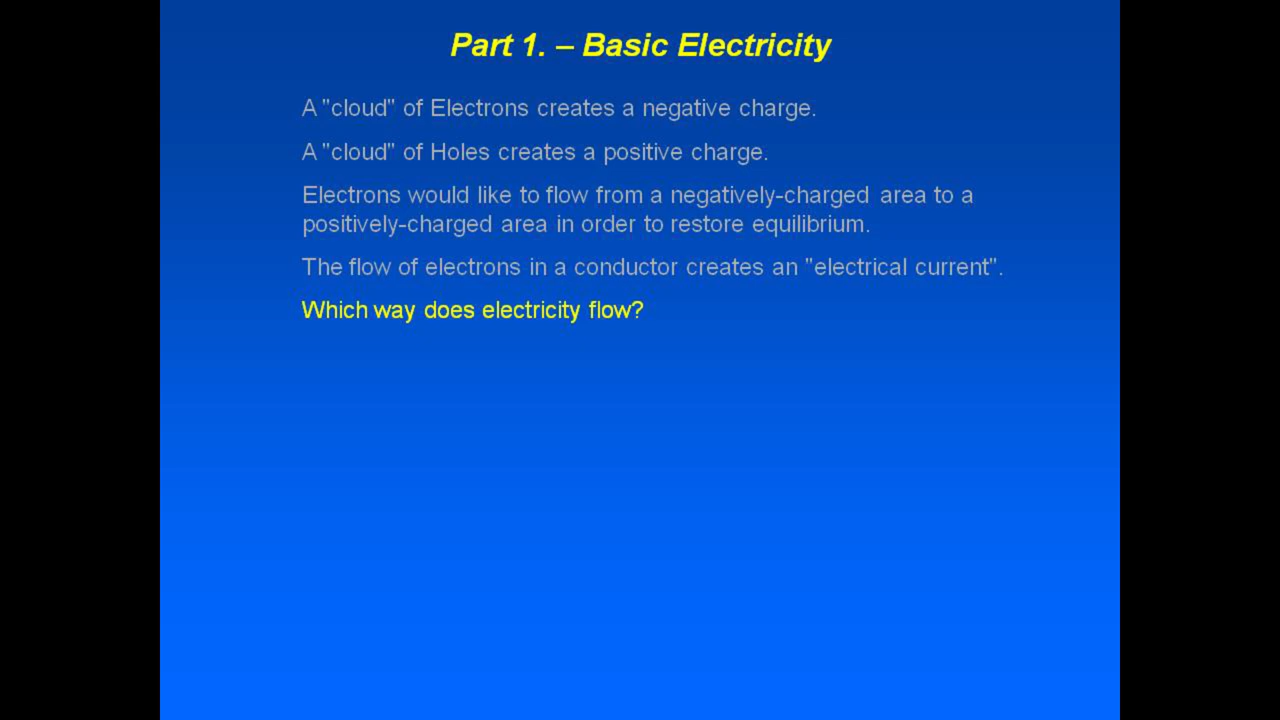 Part 1. – Basic Electricity
A "cloud" of Electrons creates a negative charge.
A "cloud" of Holes creates a positive charge.
Electrons would like to flow from a negatively-charged area to a
positively-charged area in order to restore equilibrium.
The flow of electrons in a conductor creates an "electrical current".
Which way does electricity flow?